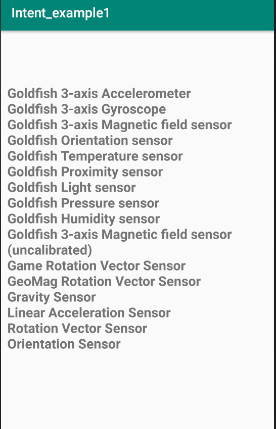 Intent_example1
Goldfish 3-axis Accelerometer
Goldfish 3-axis Gyroscope
Goldfish 3-axis Magnetic field sensor
Goldfish Orientation sensor
Goldfish Temperature sensor
Goldfish Proximity sensor
Goldfish Light sensor
Goldfish Pressure sensor
Goldfish Humidity sensor
Goldfish 3-axis Magnetic field sensor
(uncalibrated)
Game Rotation Vector Sensor
GeoMag Rotation Vector Sensor
Gravity Sensor
Linear Acceleration Sensor
Rotation Vector Sensor
Orientation Sensor